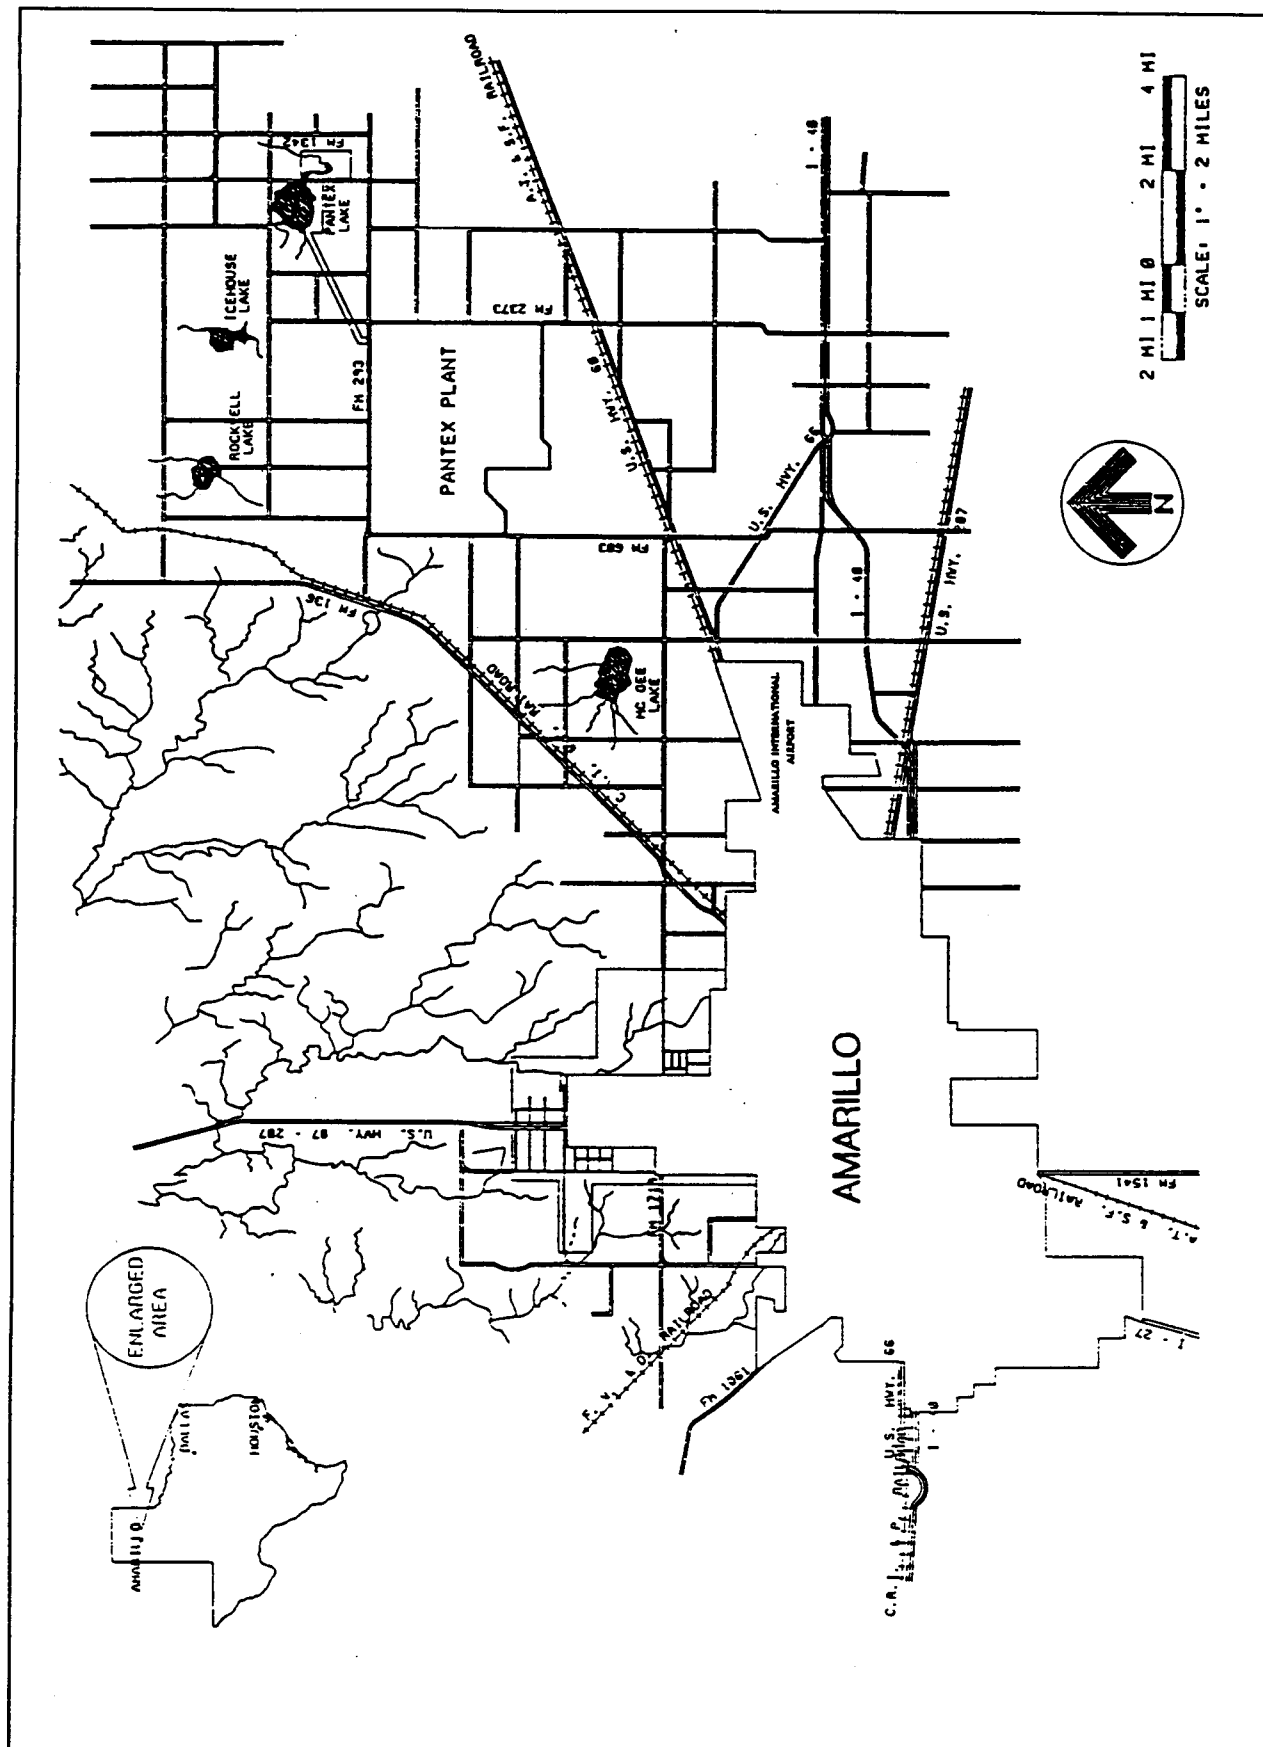 ENLARGED
AREA
DALLAS
HOUSTON
U.S. HWY. 87 - 287
FM 136
RAILROAD
ROCKWELL
LAKE
ICEHOUSE
LAKE
PANTEX
LAKE
FM 1342
FM 293
PANTEX PLANT
FM 2373
A.T. & S.F. RAILROAD
U.S. HWY. 60
FM 683
MC GEE
LAKE
U.S. HWY. 66
I - 40
I - 40
U.S. HWY. 287
AMARILLO INTERNATIONAL
AIRPORT
AMARILLO
RAILROAD
FM 1061
U.S. HWY. 66
FM 1541
A.T. & S.F. RAILROAD
I - 27
N
2 MI 1 MI 0 2 MI 4 MI
SCALE: 1" = 2 MILES